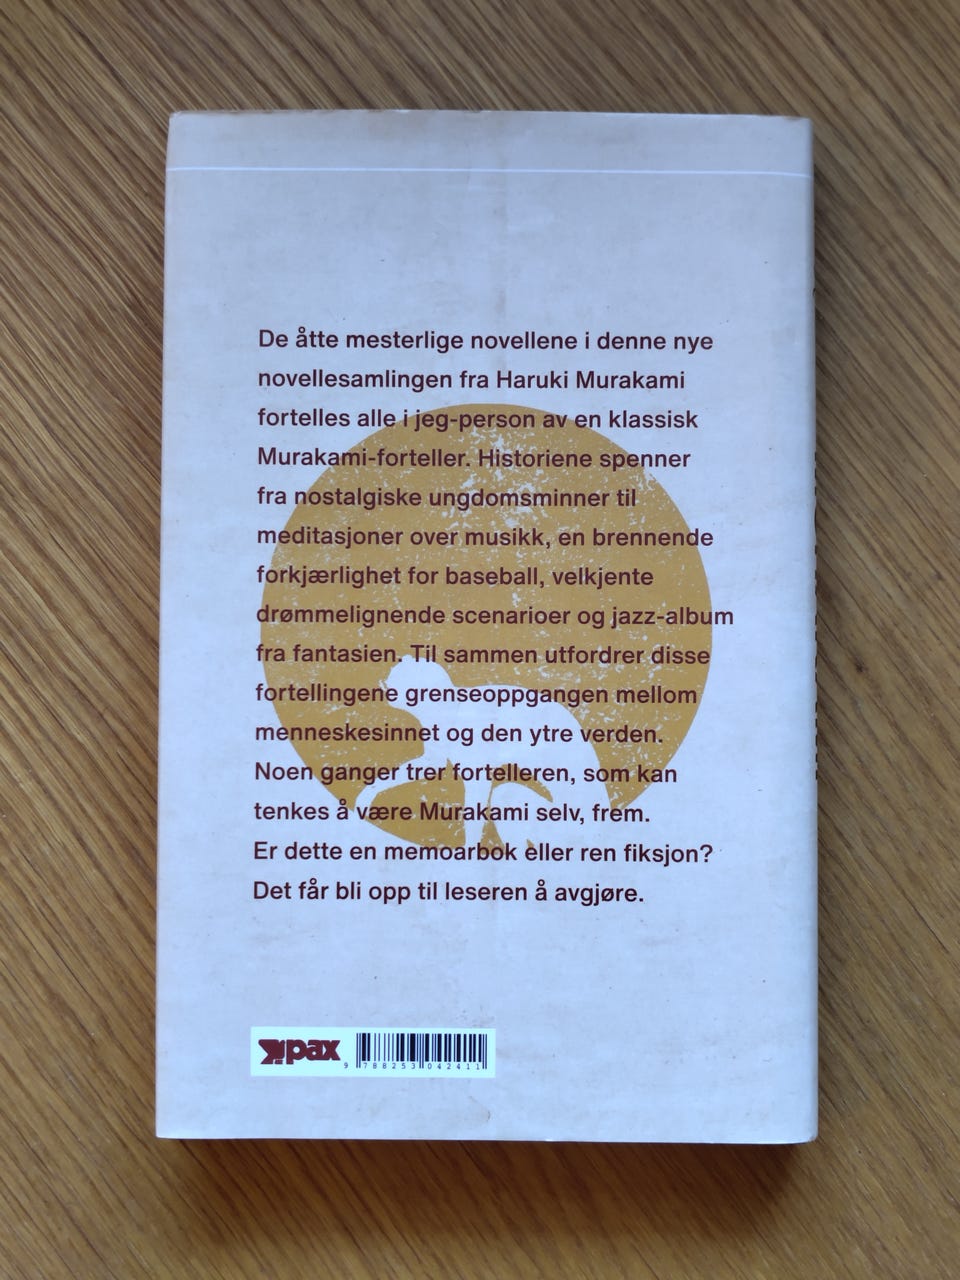 De åtte mesterlige novellene i denne nye
novellesamlingen fra Haruki Murakami
fortelles alle i jeg-person av en klassisk
Murakami-forteller. Historiene spenner
fra nostalgiske ungdomsminner til
meditasjoner over musikk, en brennende
forkjærlighet for baseball, velkjente
drømmelignende scenarioer og jazz-album
fra fantasien. Til sammen utfordrer disse
fortellingene grenseoppgangen mellom
menneskesinnet og den ytre verden.
Noen ganger trer fortelleren, som kan
tenkes å være Murakami selv, frem.
Er dette en memoarbok eller ren fiksjon?
Det får bli opp til leseren å avgjøre.
pax
9 788253 042411